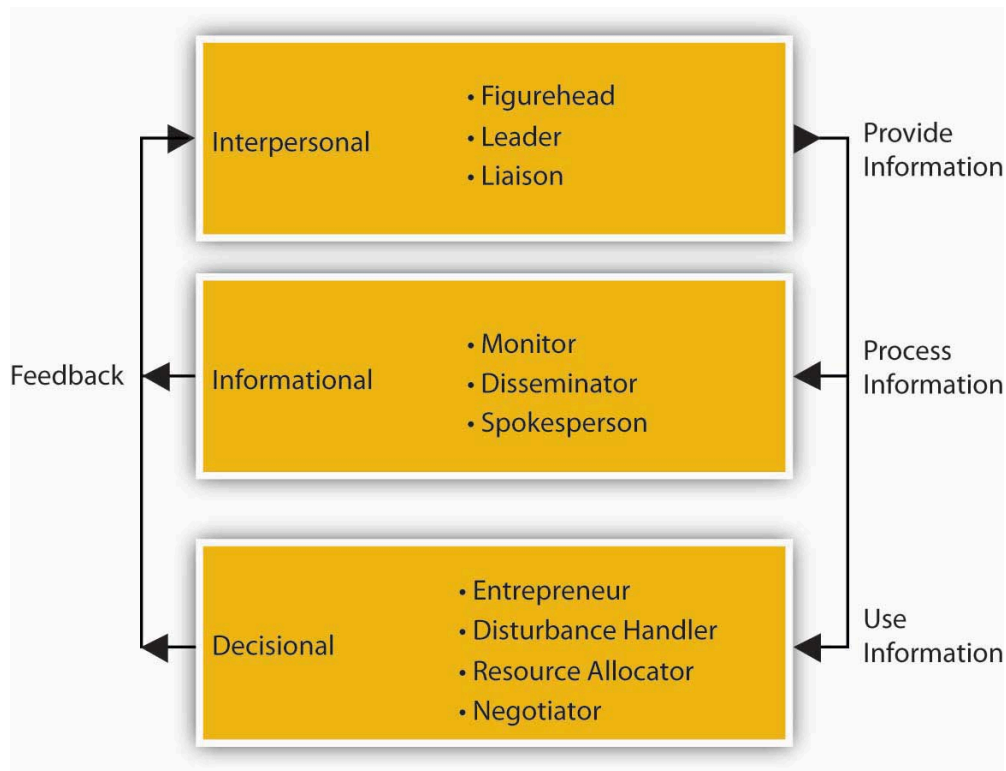 Interpersonal
• Figurehead
• Leader
• Liaison
Provide
Information
Feedback
Informational
• Monitor
• Disseminator
• Spokesperson
Process
Information
Decisional
• Entrepreneur
• Disturbance Handler
• Resource Allocator
• Negotiator
Use
Information